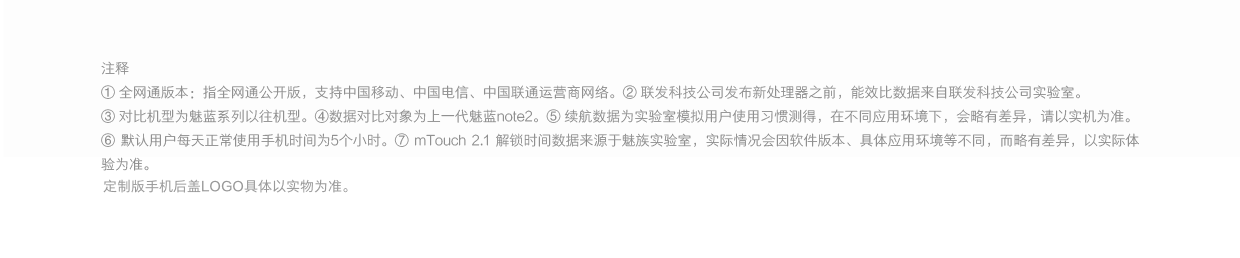 注释
① 全网通版本：指全网通公开版，支持中国移动、中国电信、中国联通运营商网络。② 联发科技公司发布新处理器之前，能效比数据来自联发科技公司实验室。
③ 对比机型为魅蓝系列以往机型。④数据对比对象为上一代魅蓝note2。⑤ 续航数据为实验室模拟用户使用习惯测得，在不同应用环境下，会略有差异，请以实机为准。
⑥ 默认用户每天正常使用手机时间为5个小时。⑦ mTouch 2.1 解锁时间数据来源于魅族实验室，实际情况会因软件版本、具体应用环境等不同，而略有差异，以实际体
验为准。
定制版手机后盖LOGO具体以实物为准。